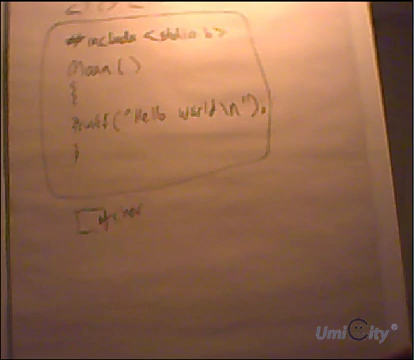 #include <stdio.h>
Main()
{
Printf("Hello world\n");
}
UmiCity®